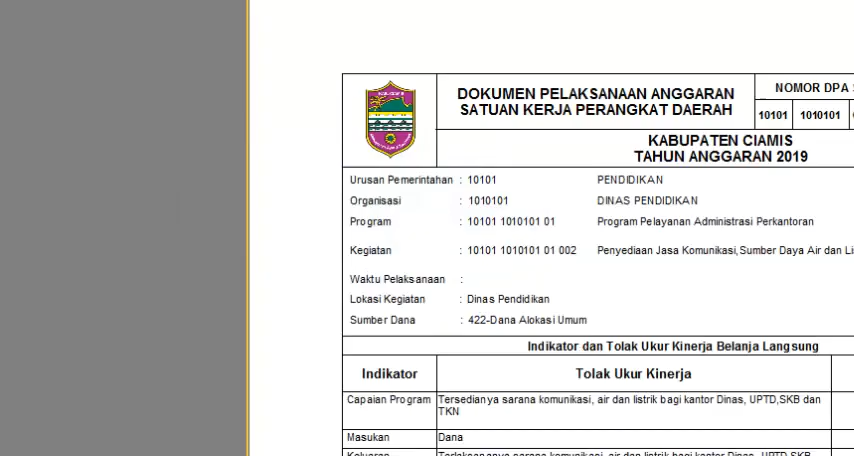 DOKUMEN PELAKSANAAN ANGGARAN
SATUAN KERJA PERANGKAT DAERAH
NOMOR DPA
10101 1010101
KABUPATEN CIAMIS
TAHUN ANGGARAN 2019
Urusan Pemerintahan : 10101 PENDIDIKAN
Organisasi : 1010101 DINAS PENDIDIKAN
Program : 10101 1010101 01 Program Pelayanan Administrasi Perkantoran
Kegiatan : 10101 1010101 01 002 Penyediaan Jasa Komunikasi,Sumber Daya Air dan Li
Waktu Pelaksanaan :
Lokasi Kegiatan : Dinas Pendidikan
Sumber Dana : 422-Dana Alokasi Umum
Indikator dan Tolak Ukur Kinerja Belanja Langsung
Indikator Tolak Ukur Kinerja
Capaian Program Tersedianya sarana komunikasi, air dan listrik bagi kantor Dinas, UPTD,SKB dan
TKN
Masukan Dana
Keluaran Terlaksananya sarana komunikasi, air dan listrik bagi kantor Dinas, UPTD,SKB